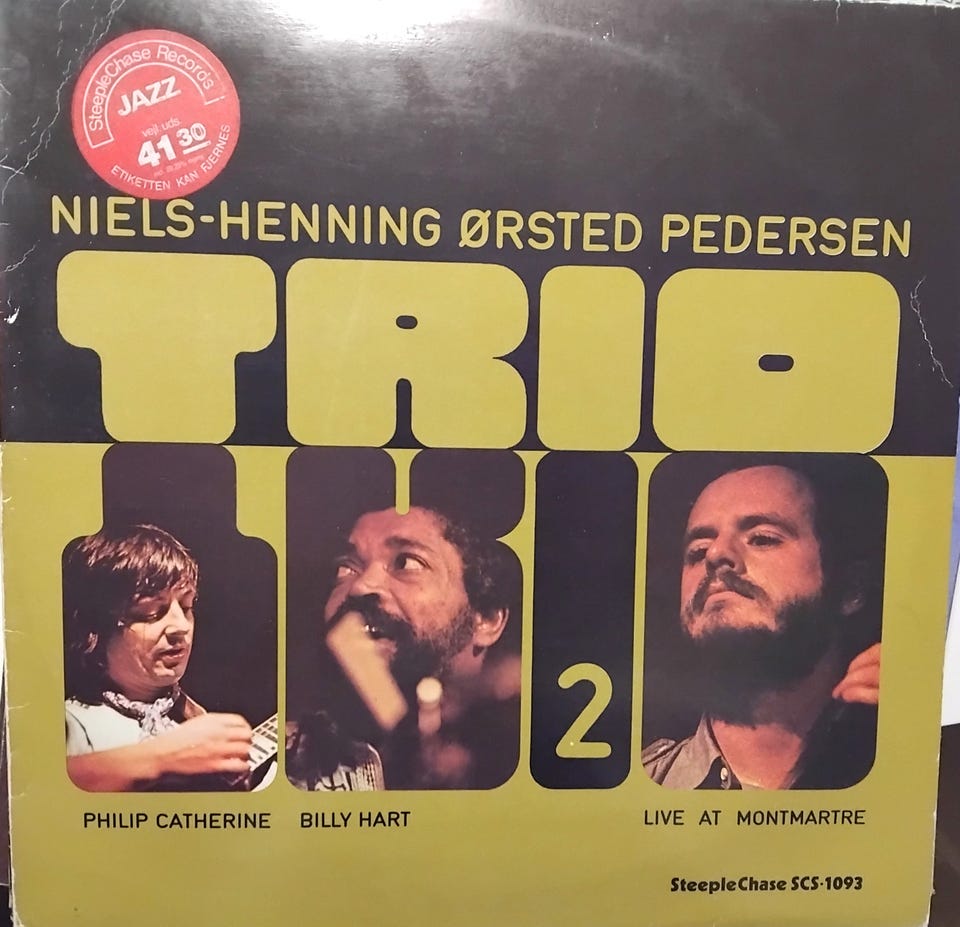 SteepleChase Records
JAZZ
vejl. uds.
41 30
ETIKETTEN KAN FJERNES
NIELS-HENNING ØRSTED PEDERSEN
TRIO
2
PHILIP CATHERINE BILLY HART LIVE AT MONTMARTRE
SteepleChase SCS-1093